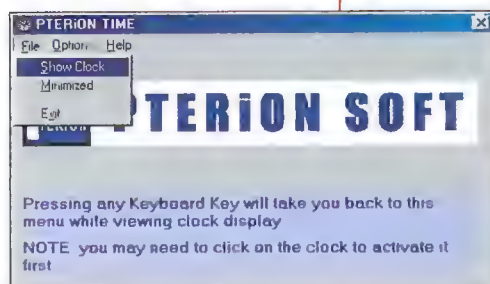 PTERiON TIME
File Option Help
Show Clock
Minimized
Exit
PTERiON SOFT
Pressing any Keyboard Key will take you back to this
menu while viewing clock display
NOTE you may need to click on the clock to activate it
first